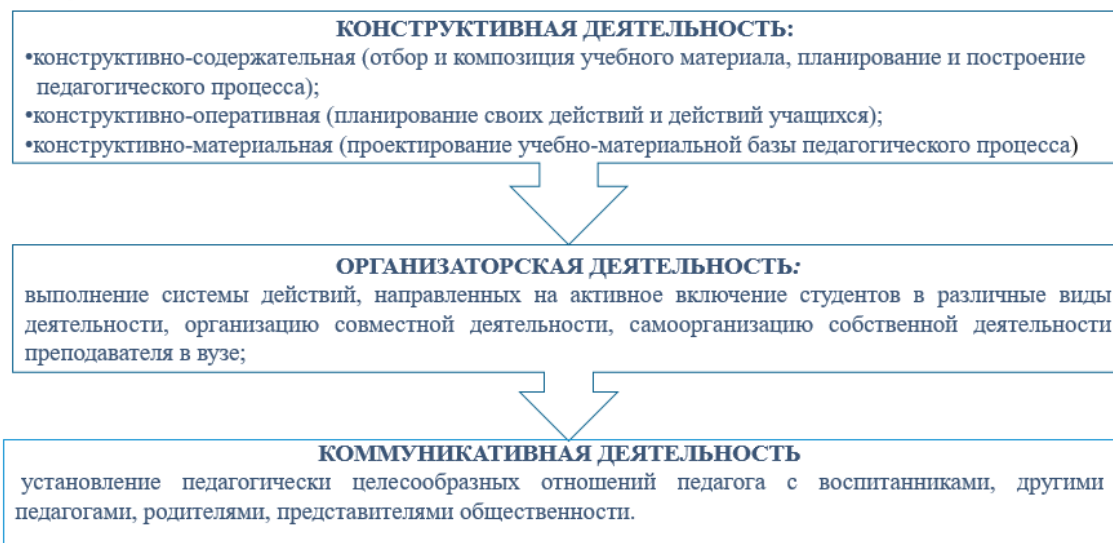 КОНСТРУКТИВНАЯ ДЕЯТЕЛЬНОСТЬ:
•конструктивно-содержательная (отбор и композиция учебного материала, планирование и построение
педагогического процесса);
•конструктивно-оперативная (планирование своих действий и действий учащихся);
•конструктивно-материальная (проектирование учебно-материальной базы педагогического процесса)
ОРГАНИЗАТОРСКАЯ ДЕЯТЕЛЬНОСТЬ:
выполнение системы действий, направленных на активное включение студентов в различные виды
деятельности, организацию совместной деятельности, самоорганизацию собственной деятельности
преподавателя в вузе;
КОММУНИКАТИВНАЯ ДЕЯТЕЛЬНОСТЬ
установление педагогически целесообразных отношений педагога с воспитанниками, другими
педагогами, родителями, представителями общественности.